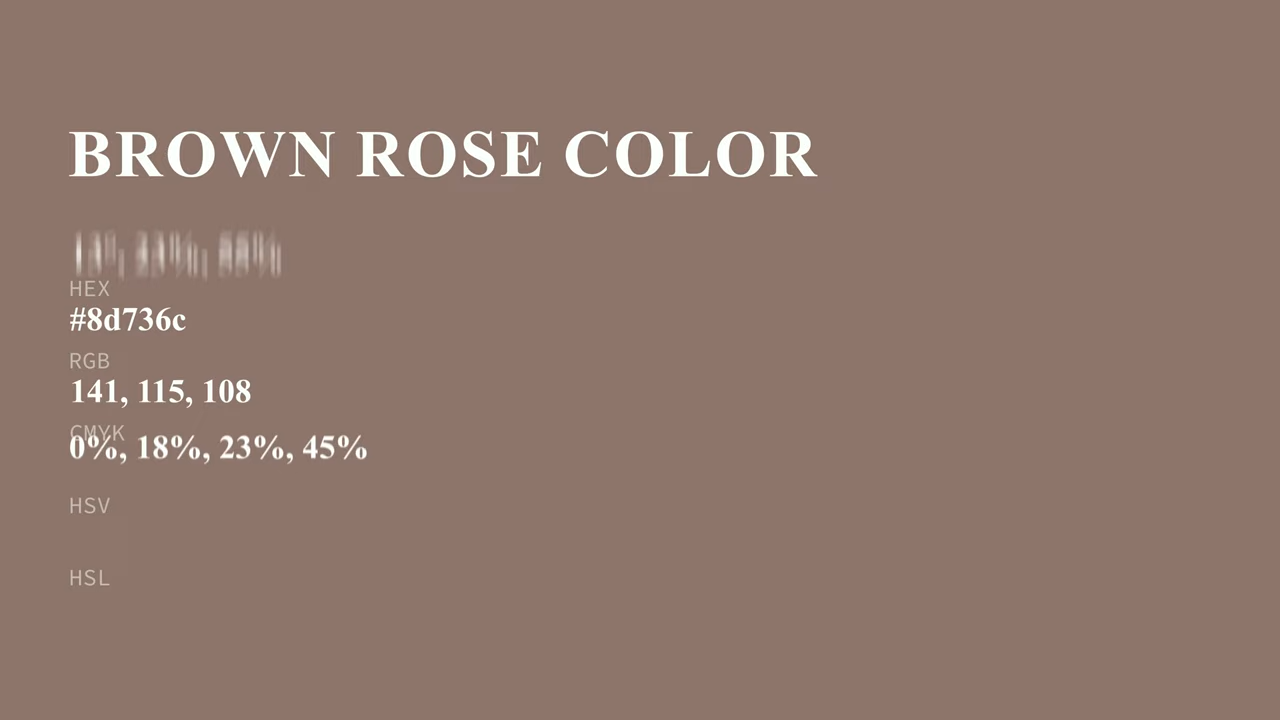 BROWN ROSE COLOR
HEX
#8d736c
RGB
141, 115, 108
CMYK
0%, 18%, 23%, 45%
HSV
HSL